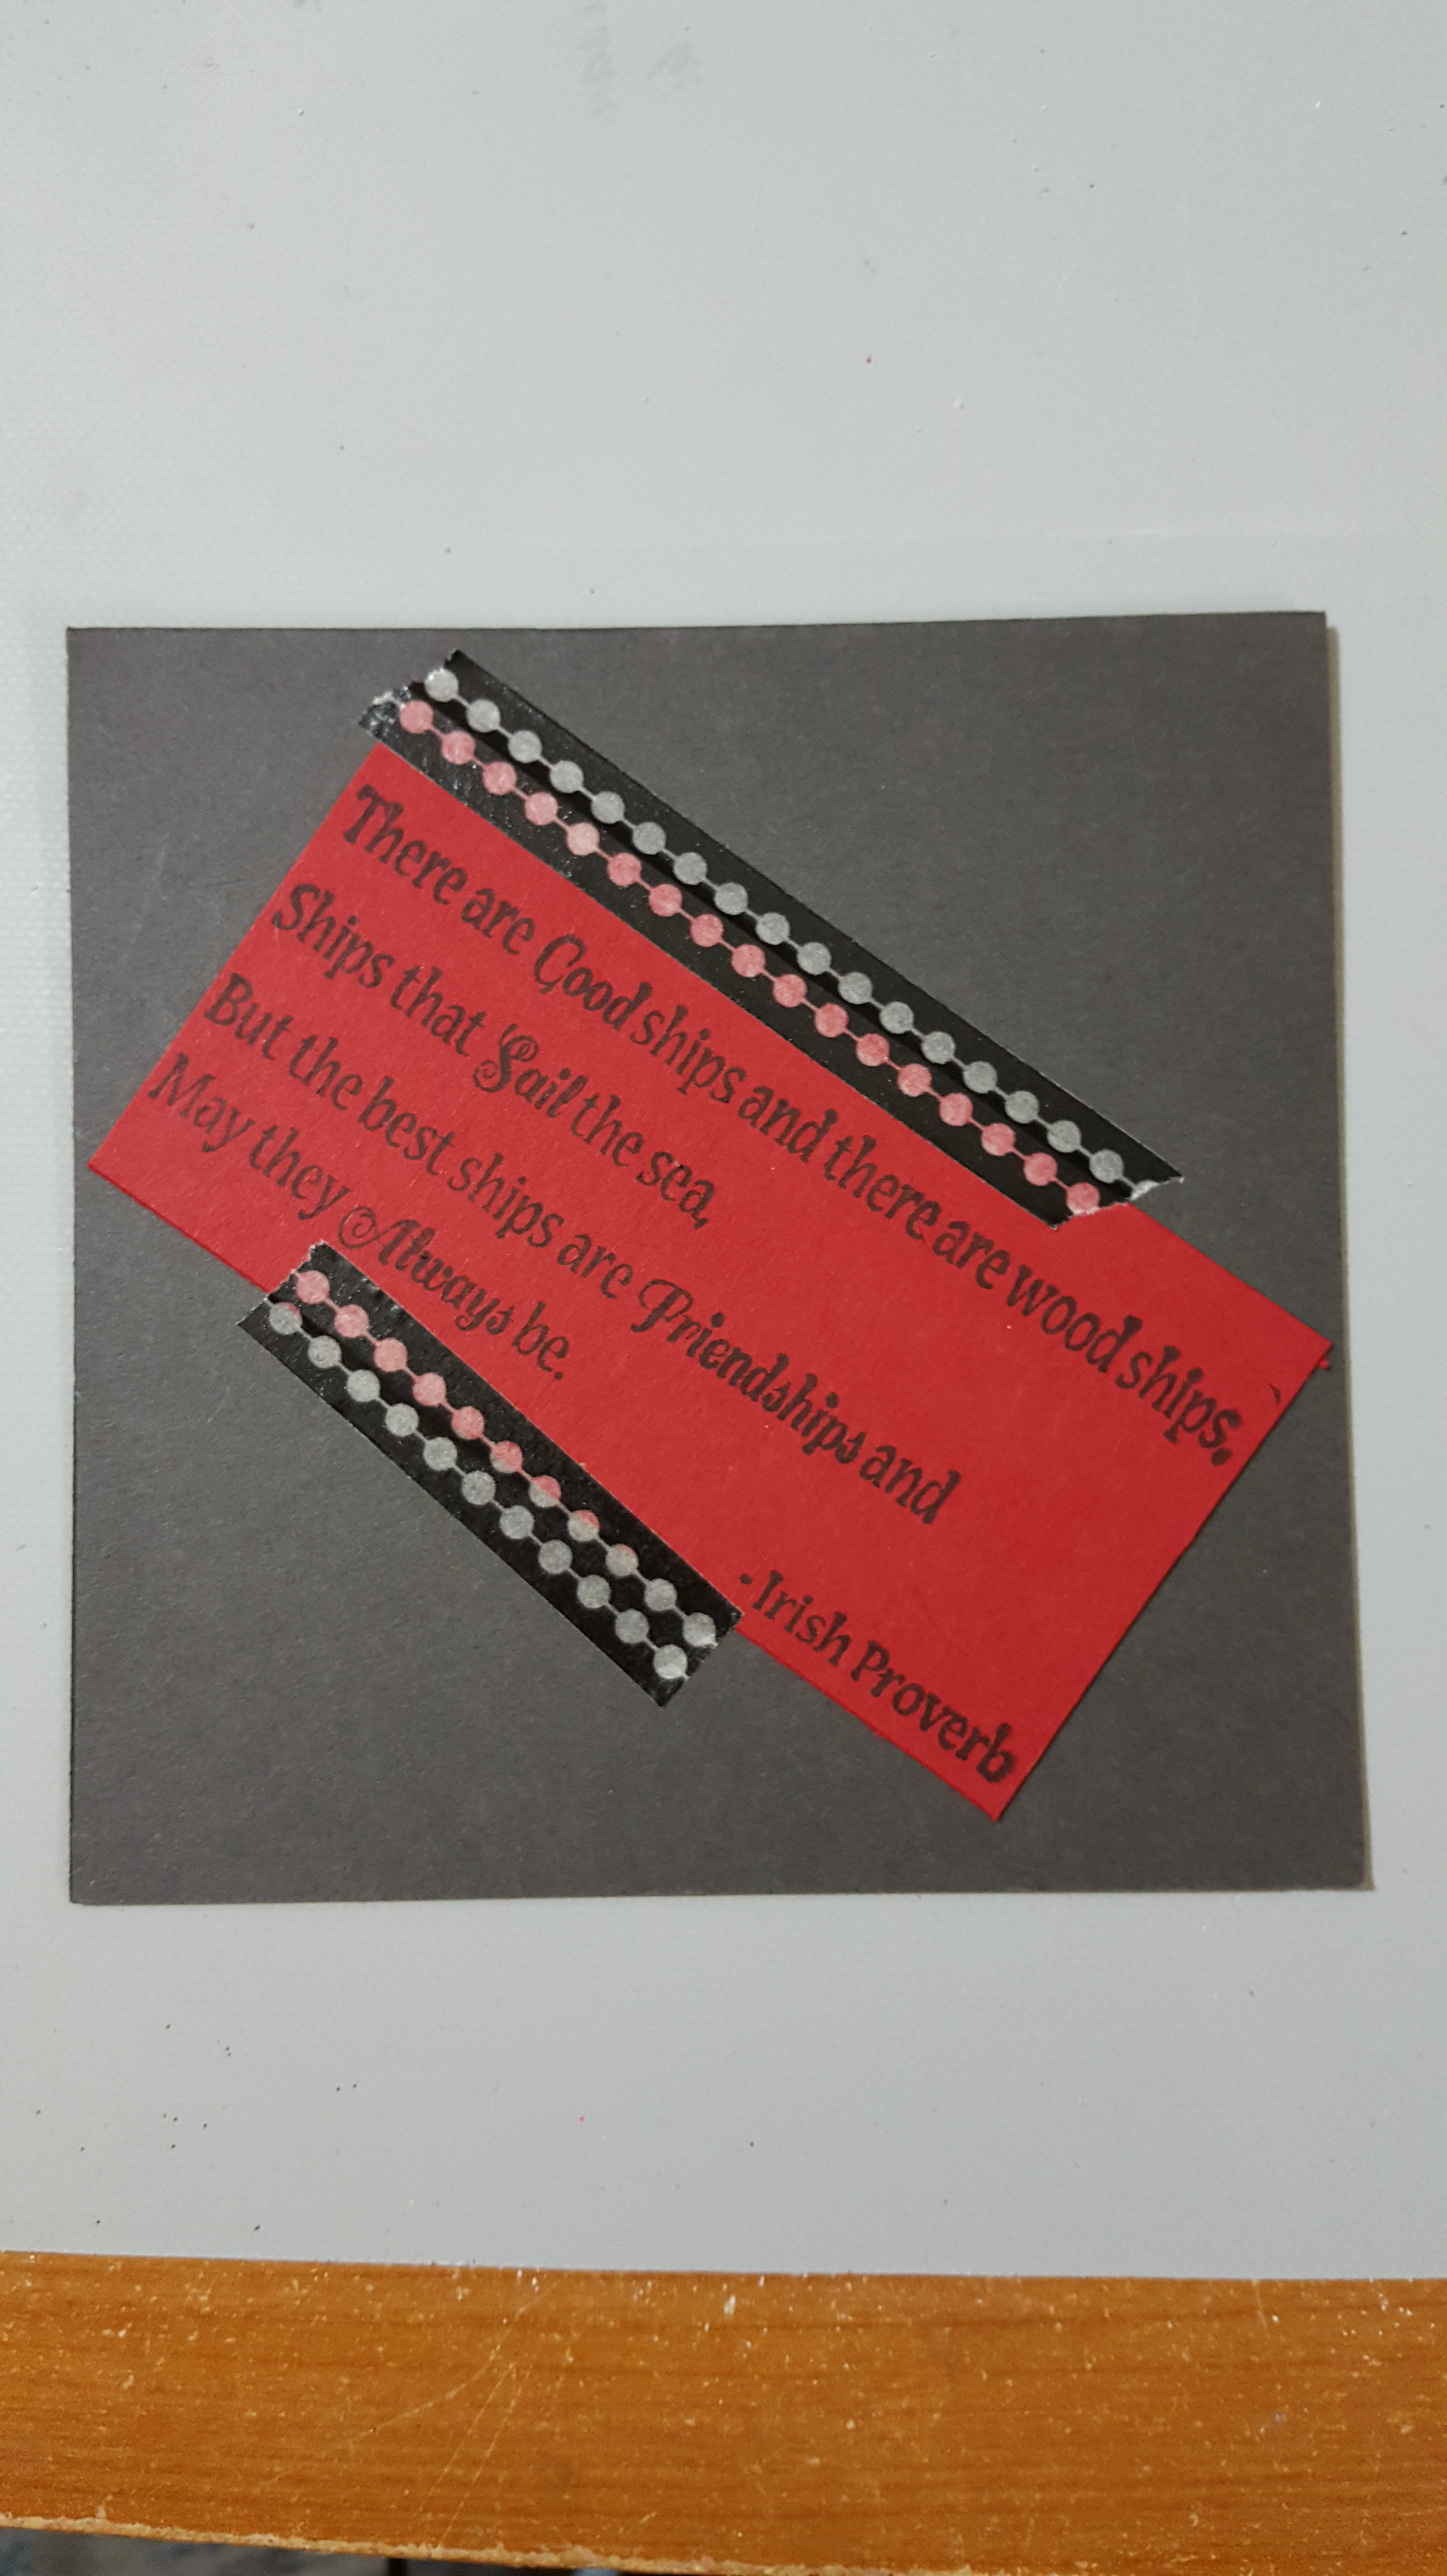 There are Good ships and there are wood ships,
Ships that Sail the sea,
But the best ships are Friendships and
May they Always be.
- Irish Proverb